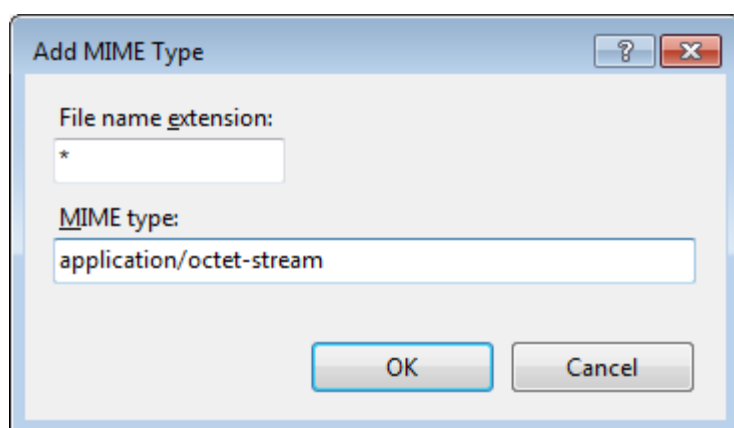 Add MIME Type
?
File name extension:
*
MIME type:
application/octet-stream
OK
Cancel